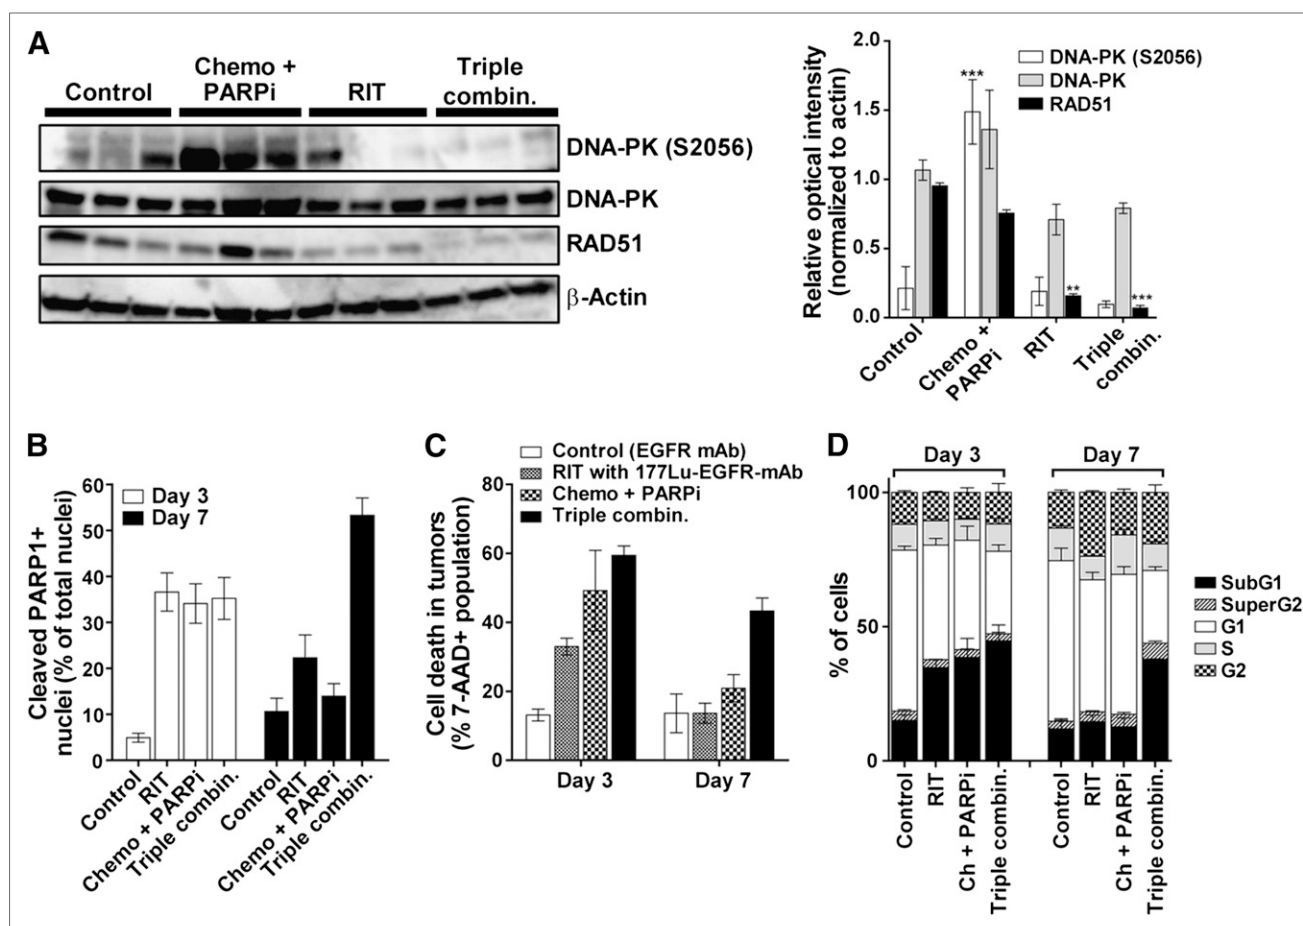 A
Control
Chemo +
PARPi
RIT
Triple
combin.
DNA-PK (S2056)
DNA-PK
RAD51
β-Actin
Relative optical intensity
(normalized to actin)
2.0
1.5
1.0
0.5
0.0
DNA-PK (S2056)
DNA-PK
RAD51
***
**
***
Control
Chemo +
PARPi
RIT
Triple
combin.
B
Cleaved PARP1+
nuclei (% of total nuclei)
60
50
40
30
20
10
0
Day 3
Day 7
Control
RIT
Chemo + PARPi
Triple combin.
Control
RIT
Chemo + PARPi
Triple combin.
C
Control (EGFR mAb)
RIT with 177Lu-EGFR-mAb
Chemo + PARPi
Triple combin.
Cell death in tumors
(% 7-AAD+ population)
80
60
40
20
0
Day 3
Day 7
D
Day 3
Day 7
% of cells
100
50
0
SubG1
SuperG2
G1
S
G2
Control
RIT
Ch + PARPi
Triple combin.
Control
RIT
Ch + PARPi
Triple combin.